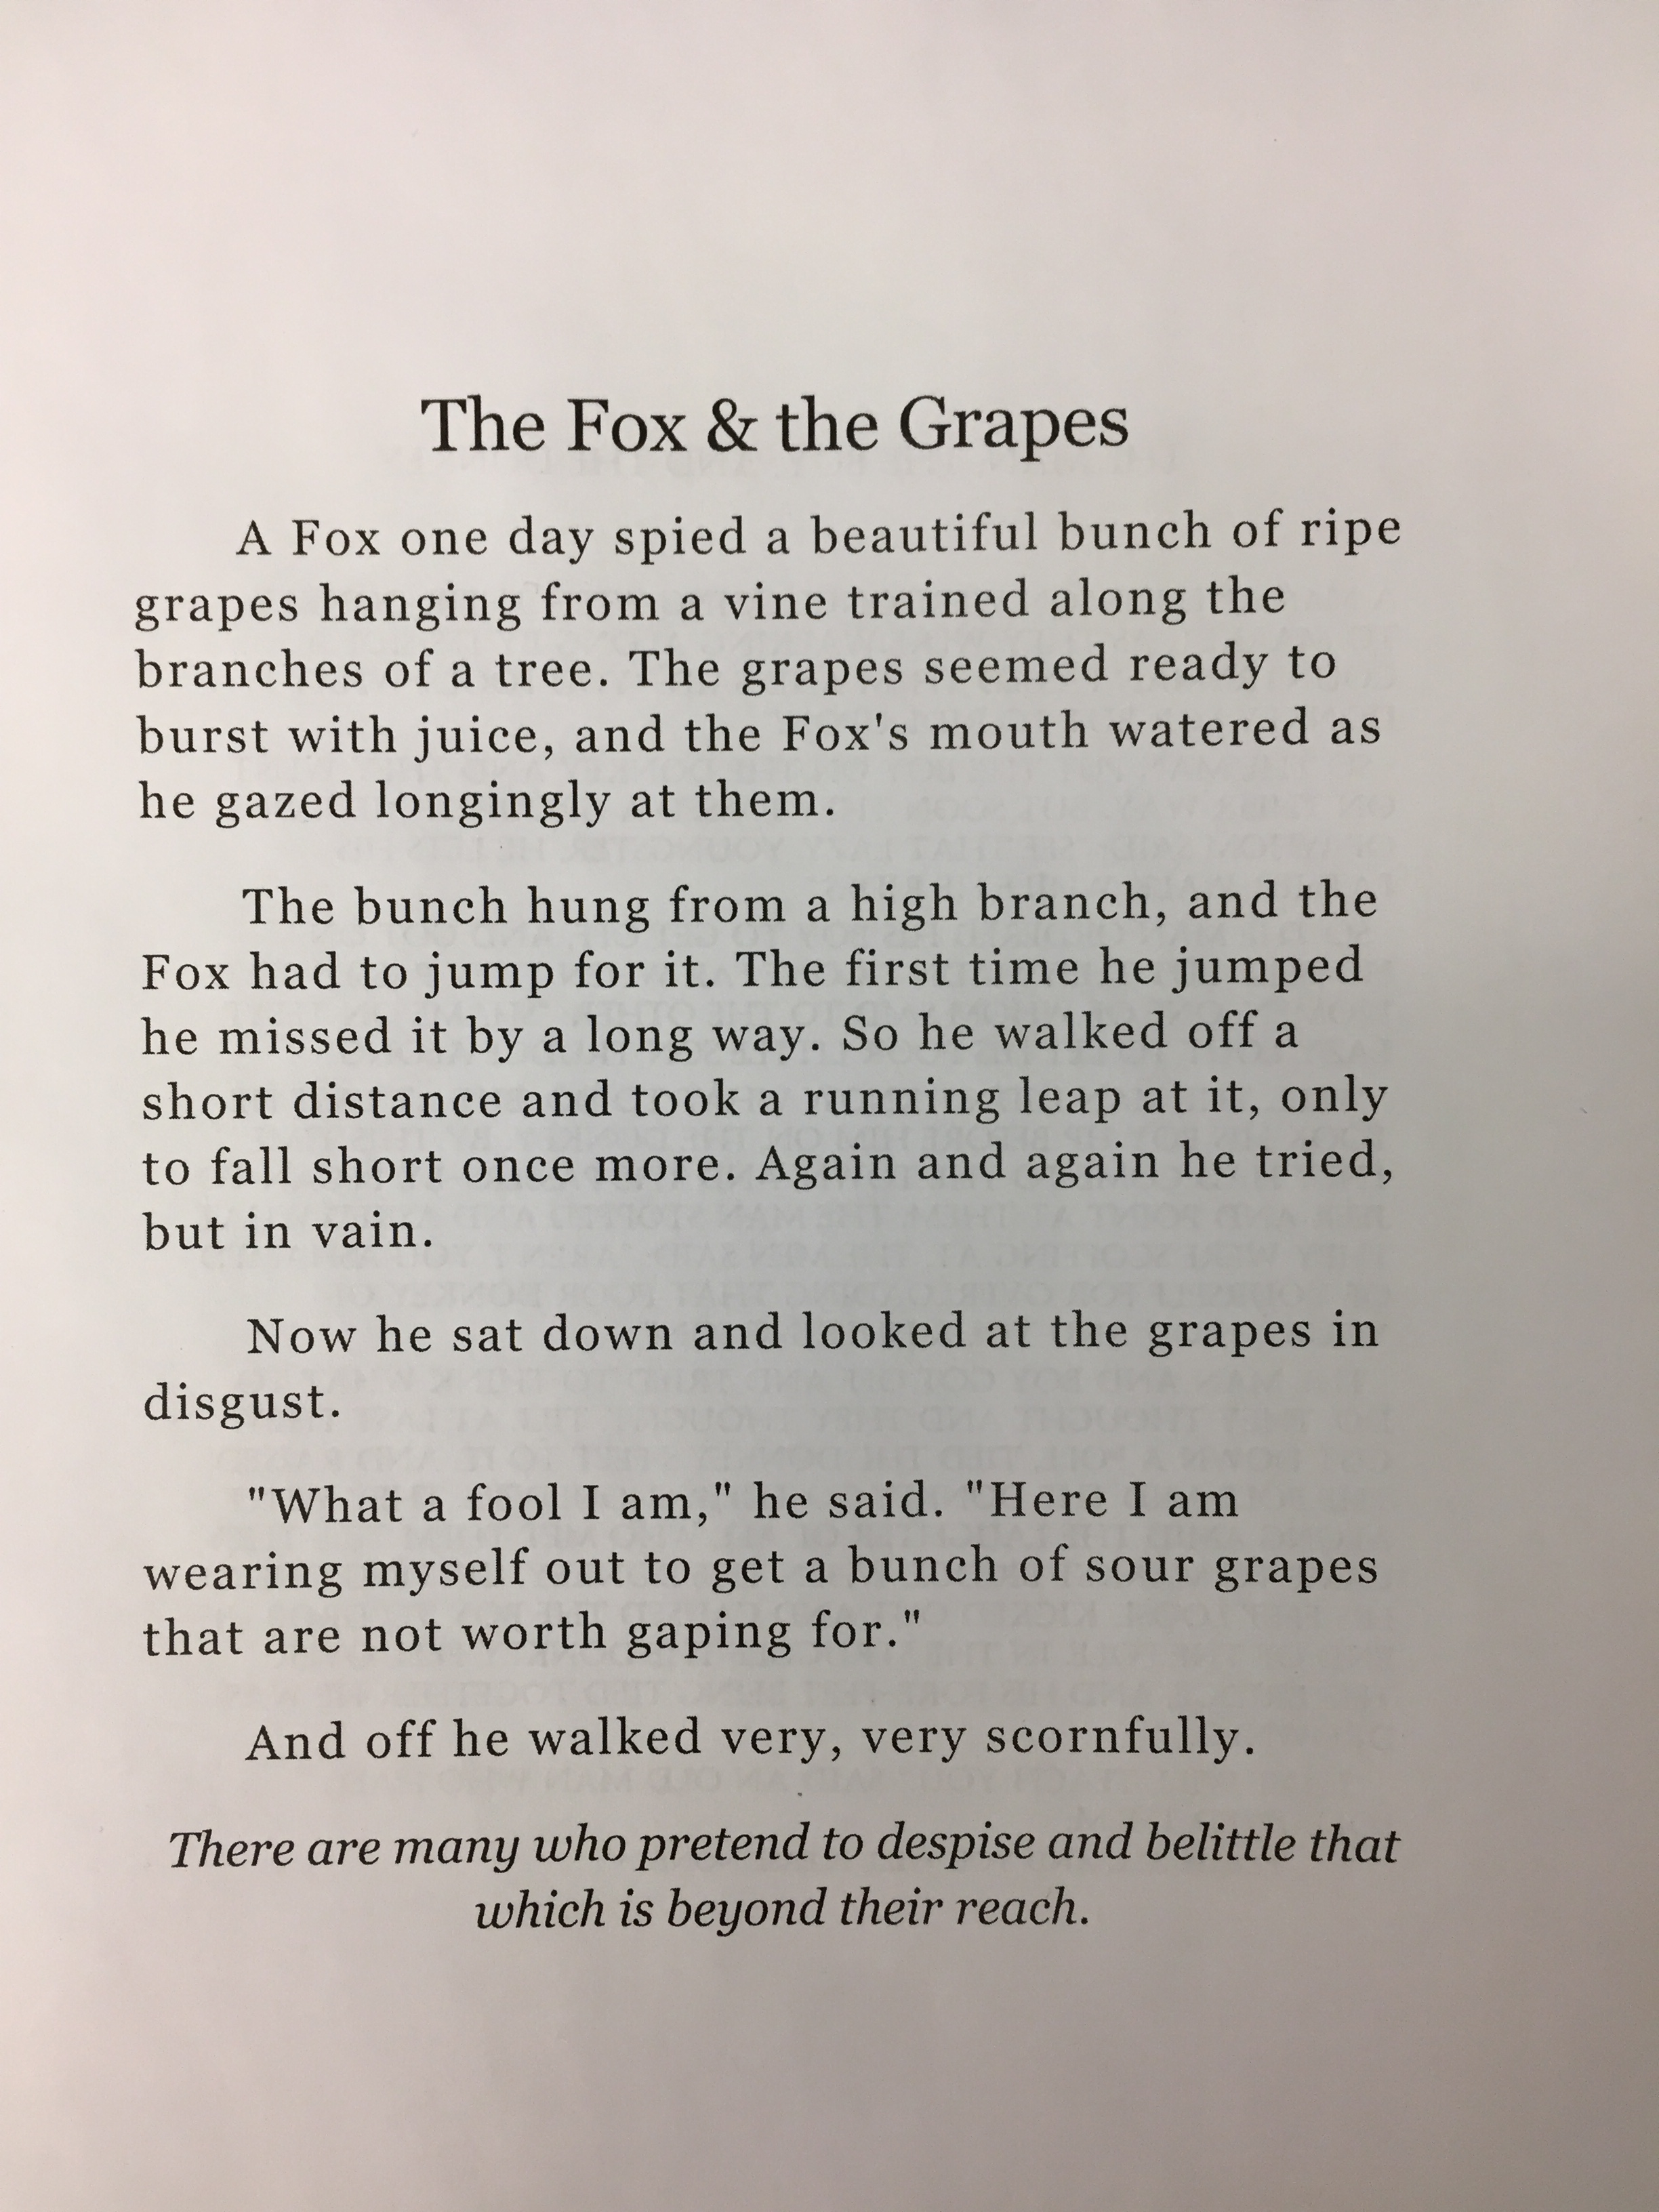 The Fox & the Grapes
A Fox one day spied a beautiful bunch of ripe
grapes hanging from a vine trained along the
branches of a tree. The grapes seemed ready to
burst with juice, and the Fox's mouth watered as
he gazed longingly at them.
The bunch hung from a high branch, and the
Fox had to jump for it. The first time he jumped
he missed it by a long way. So he walked off a
short distance and took a running leap at it, only
to fall short once more. Again and again he tried,
but in vain.
Now he sat down and looked at the grapes in
disgust.
"What a fool I am," he said. "Here I am
wearing myself out to get a bunch of sour grapes
that are not worth gaping for."
And off he walked very, very scornfully.
There are many who pretend to despise and belittle that
which is beyond their reach.